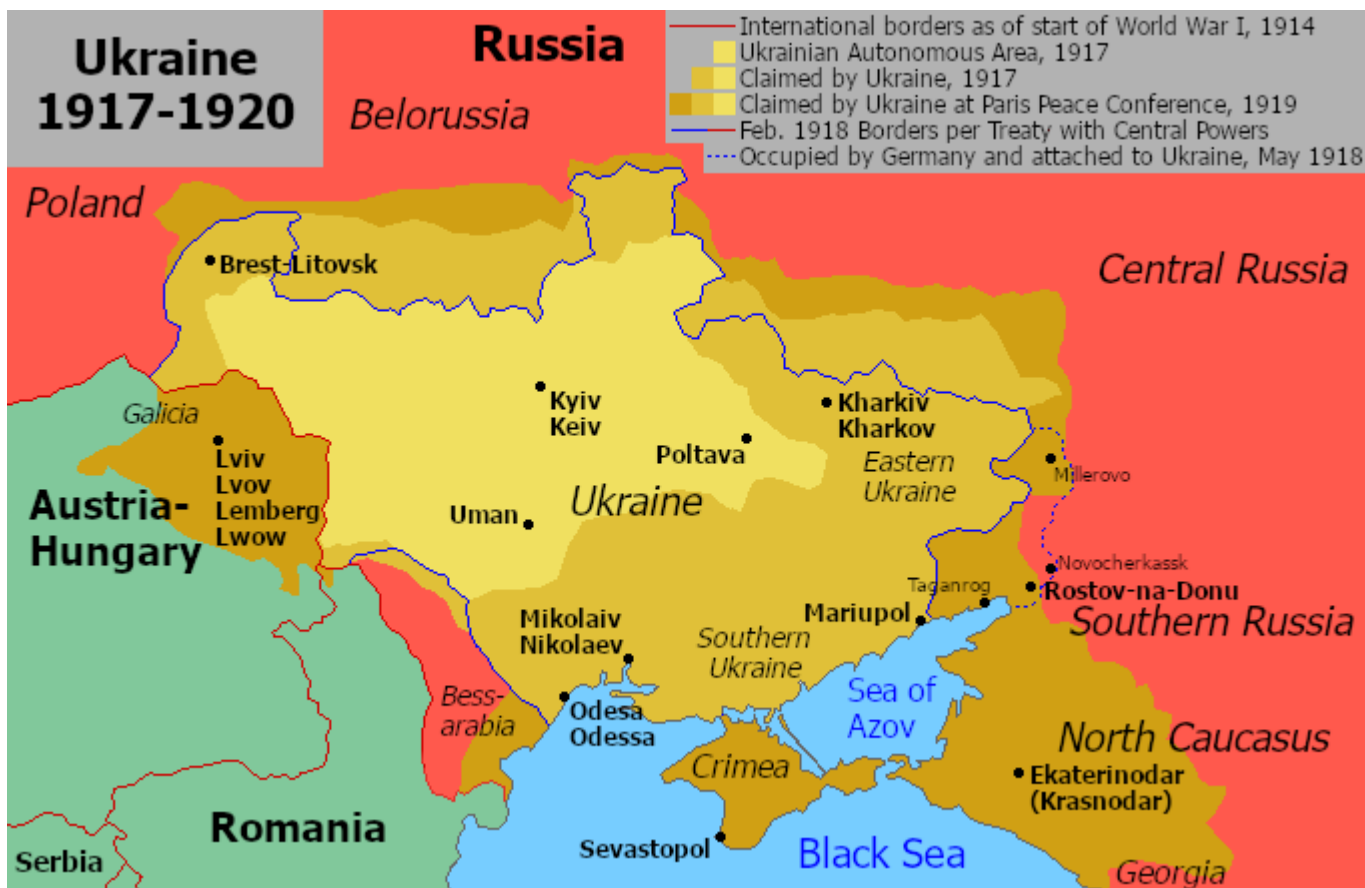 Ukraine
1917-1920
Russia
International borders as of start of World War I, 1914
Ukrainian Autonomous Area, 1917
Claimed by Ukraine, 1917
Claimed by Ukraine at Paris Peace Conference, 1919
Feb. 1918 Borders per Treaty with Central Powers
Occupied by Germany and attached to Ukraine, May 1918
Belorussia
Poland
Brest-Litovsk
Central Russia
Galicia
Kyiv
Keiv
Kharkiv
Kharkov
Lviv
Lvov
Lemberg
Lwow
Poltava
Eastern
Ukraine
Millerovo
Austria-
Hungary
Uman
Ukraine
Novocherkassk
Taganrog
Rostov-na-Donu
Mikolaiv
Nikolaev
Mariupol
Southern Russia
Southern
Ukraine
Bess-
arabia
Odesa
Odessa
Sea of
Azov
North Caucasus
Crimea
Ekaterinodar
(Krasnodar)
Romania
Sevastopol
Black Sea
Serbia
Georgia